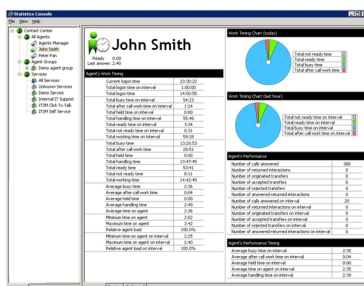 Statistics Console
File View Help
Contact Center
All Agents
Agents Manager
John Smith
Peter Pan
Agent Groups
Demo agent group
Services
All Services
Unknown Services
Demo Service
Internal IT Support
ITSM Click To Talk
ITSM Self Service
John Smith
Ready 0:00
Last answer: 2:40
Agent's Work Timing
Current logon time 23:30:22
Total logon time on interval 1:00:00
Total logon time 14:50:55
Total busy time on interval 54:23
Total after call work time on interval 1:24
Total held time on interval 0:00
Total handling time on interval 55:48
Total ready time on interval 3:34
Total not ready time on interval 0:31
Total working time on interval 59:28
Total busy time 13:26:53
Total after call work time 20:51
Total held time 0:00
Total handling time 13:47:45
Total ready time 53:41
Total not ready time 8:11
Total working time 14:42:45
Average busy time 2:36
Average after call work time 0:04
Average held time 0:00
Average handling time 2:40
Average time on agent 2:36
Minimum time on agent 2:02
Maximum time on agent 3:42
Relative agent load 100.0%
Minimum time on agent on interval 2:25
Maximum time on agent on interval 2:40
Relative agent load on interval 100.0%
Work Timing Chart (today)
Total not ready time
Total ready time
Total busy time
Total after call work time
Work Timing Chart (last hour)
Total not ready time on interval
Total ready time on interval
Total busy time on interval
Total after call work time on interval
Agent's Performance
Number of calls answered 308
Number of returned interactions 0
Number of originated transfers 0
Number of accepted transfers 0
Number of rejected transfers 0
Number of answered-returned interactions 0
Number of calls answered on interval 20
Number of returned interactions on interval 0
Number of originated transfers on interval 0
Number of accepted transfers on interval 0
Number of rejected transfers on interval 0
Number of answered-returned interactions on interval 0
Agent's Performance Timing
Average busy time on interval 2:35
Average after call work time on interval 0:04
Average held time on interval 0:00
Average time on agent on interval 2:35
Average handling time on interval 2:39